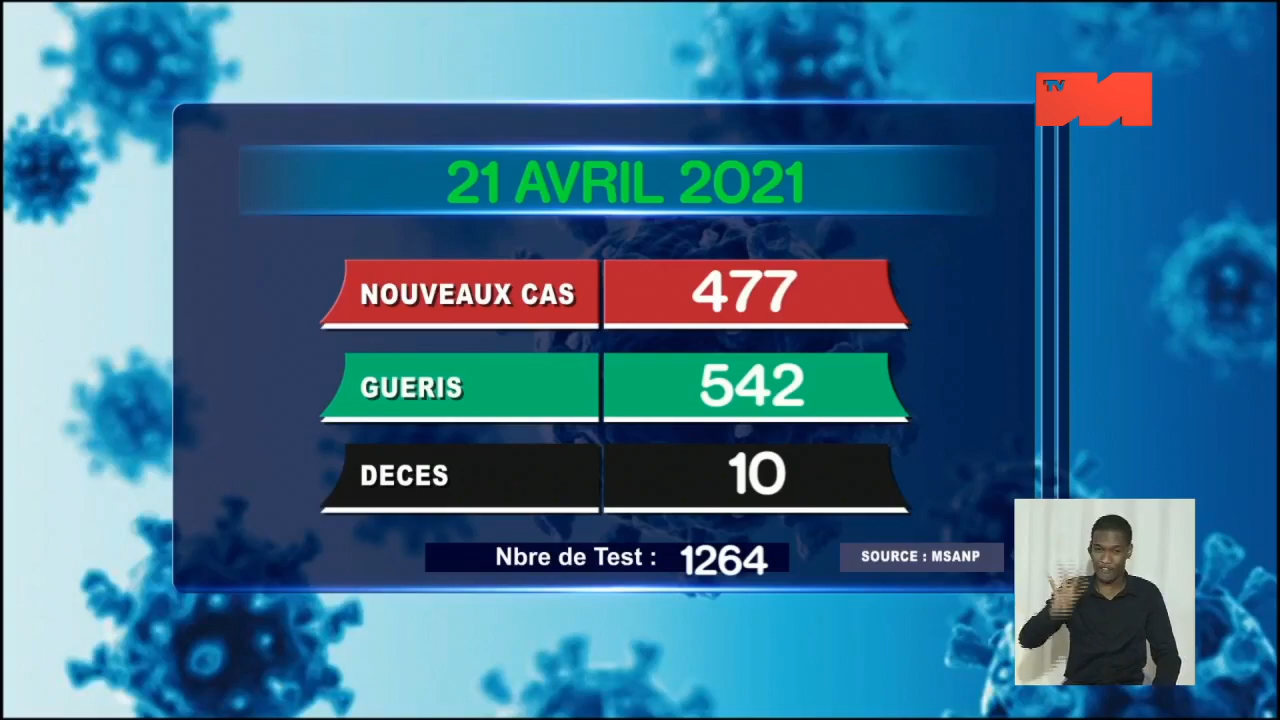 TV
21 AVRIL 2021
NOUVEAUX CAS 477
GUERIS 542
DECES 10
Nbre de Test : 1264
SOURCE : MSANP